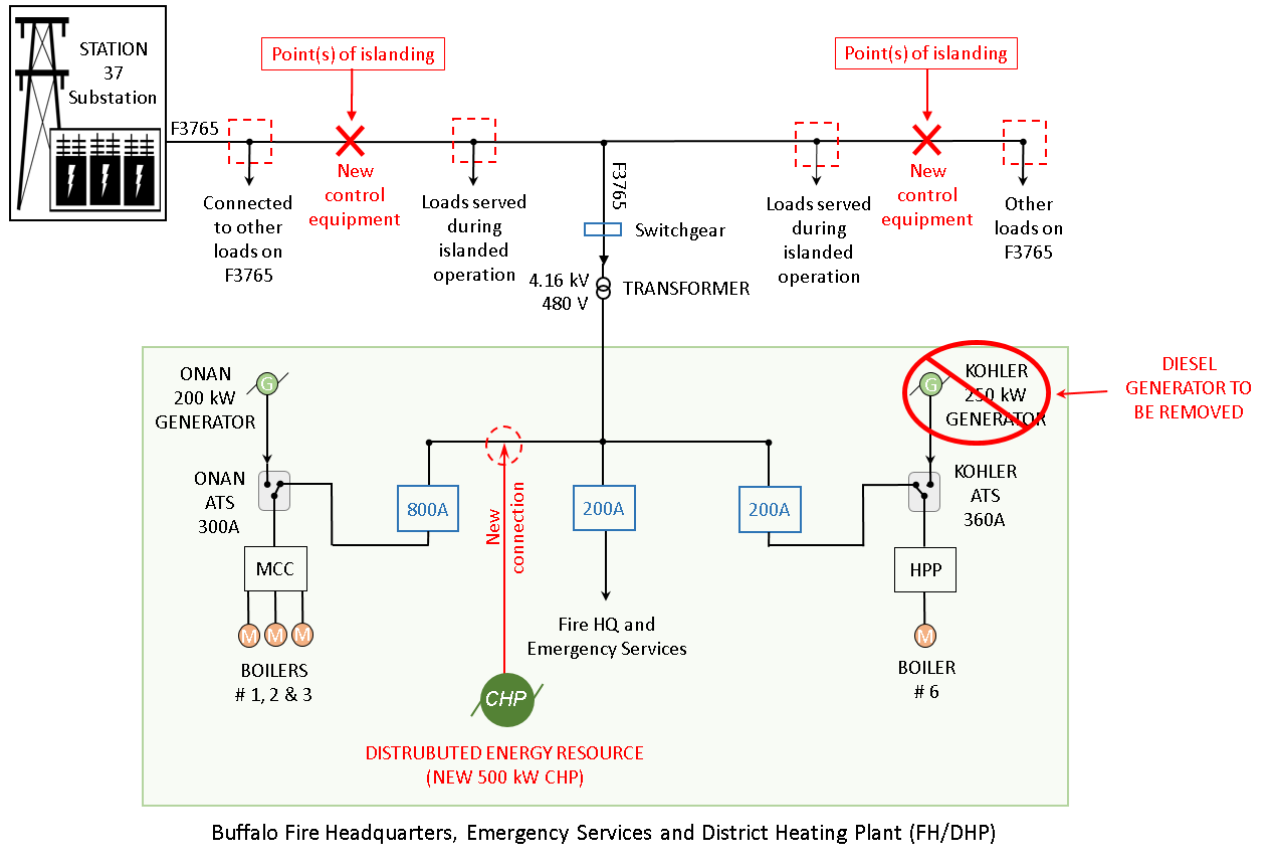 STATION
37
Substation
Point(s) of islanding
Point(s) of islanding
F3765
New
control
equipment
New
control
equipment
Connected
to other
loads on
F3765
Loads served
during
islanded
operation
F3765
Switchgear
Loads served
during
islanded
operation
Other
loads on
F3765
4.16 kV
480 V
TRANSFORMER
ONAN
200 kW
GENERATOR
G
G
KOHLER
250 kW
GENERATOR
DIESEL
GENERATOR TO
BE REMOVED
ONAN
ATS
300A
800A
New
connection
200A
200A
KOHLER
ATS
360A
MCC
HPP
M
M
M
M
Fire HQ and
Emergency Services
BOILERS
# 1, 2 & 3
BOILER
# 6
CHP
DISTRUBUTED ENERGY RESOURCE
(NEW 500 kW CHP)
Buffalo Fire Headquarters, Emergency Services and District Heating Plant (FH/DHP)